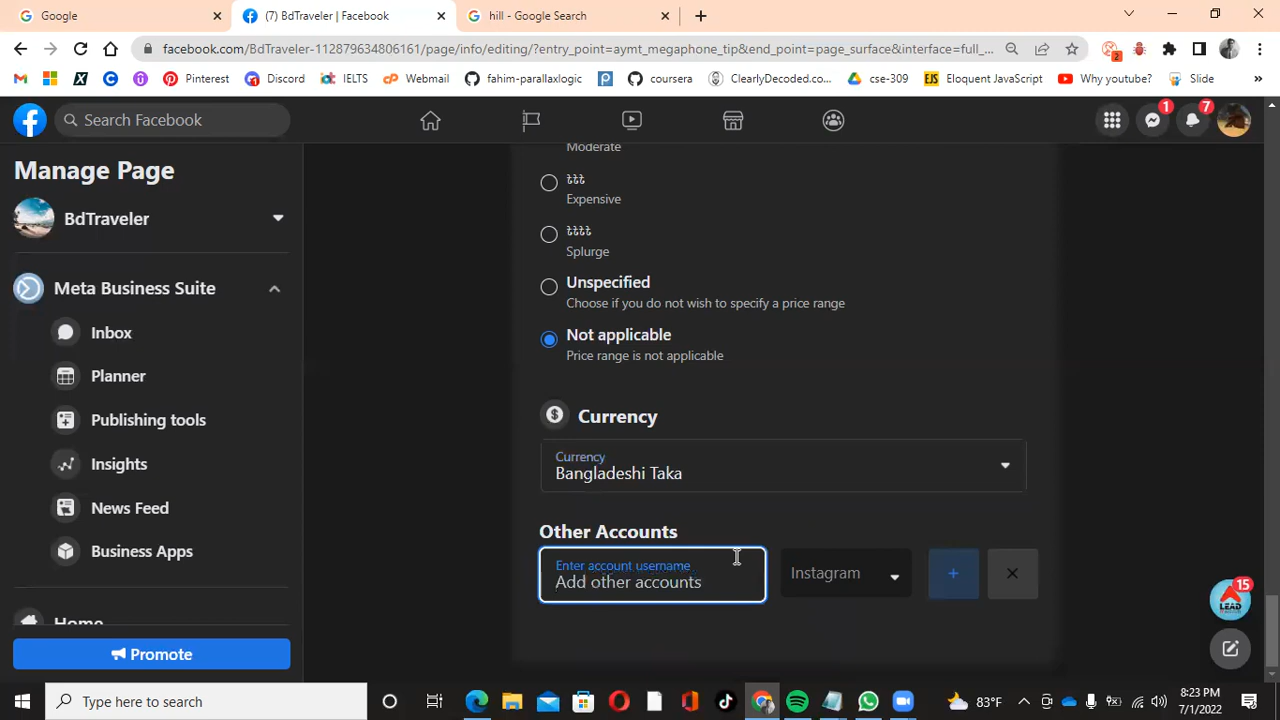 Google
(7) BdTraveler | Facebook
hill - Google Search
facebook.com/BdTraveler-112879634806161/page/info/editing/?entry_point=aymt_megaphone_tip&end_point=page_surface&interface=full_...
Pinterest
Discord
IELTS
Webmail
fahim-parallaxlogic
coursera
ClearlyDecoded.co...
cse-309
Eloquent JavaScript
Why youtube?
Slide
»
2
Search Facebook
1
7
Manage Page
BdTraveler
Meta Business Suite
Inbox
Planner
Publishing tools
Insights
News Feed
Business Apps
Home
Promote
Moderate
৳৳৳
Expensive
৳৳৳৳
Splurge
Unspecified
Choose if you do not wish to specify a price range
Not applicable
Price range is not applicable
Currency
Currency
Bangladeshi Taka
Other Accounts
Enter account username
Add other accounts
Instagram
15
LEAD
Type here to search
83°F
8:23 PM
7/1/2022